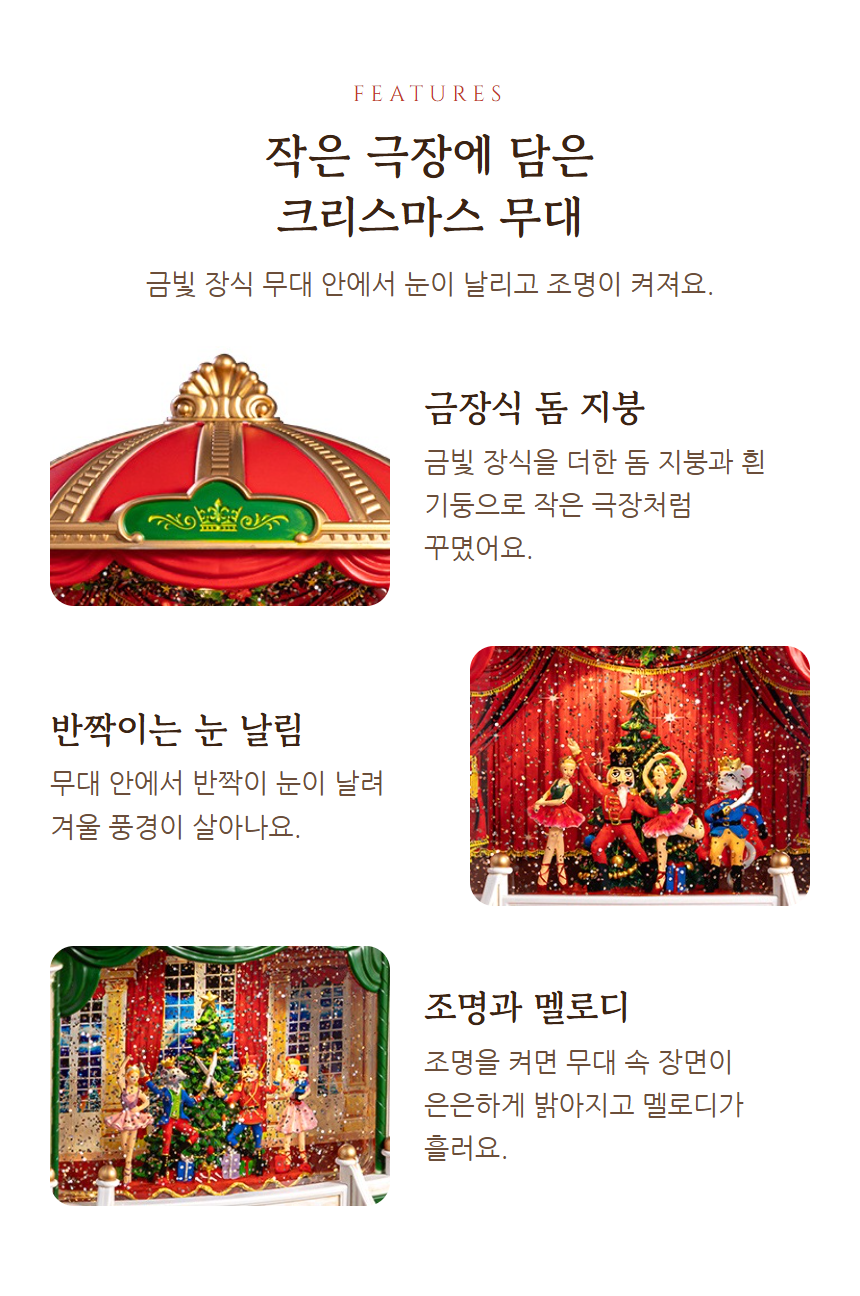 FEATURES
작은 극장에 담은
크리스마스 무대
금빛 장식 무대 안에서 눈이 날리고 조명이 켜져요.
금장식 돔 지붕
금빛 장식을 더한 돔 지붕과 흰
기둥으로 작은 극장처럼
꾸몄어요.
반짝이는 눈 날림
무대 안에서 반짝이 눈이 날려
겨울 풍경이 살아나요.
조명과 멜로디
조명을 켜면 무대 속 장면이
은은하게 밝아지고 멜로디가
흘러요.